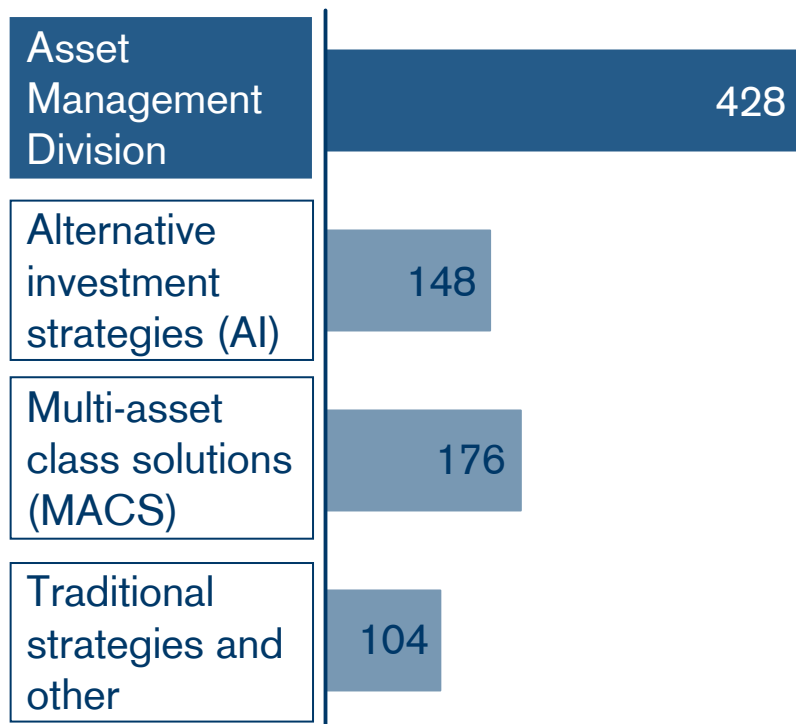 Asset
Management
Division
428
Alternative
investment
strategies (AI)
148
Multi-asset
class solutions
(MACS)
176
Traditional
strategies and
other
104